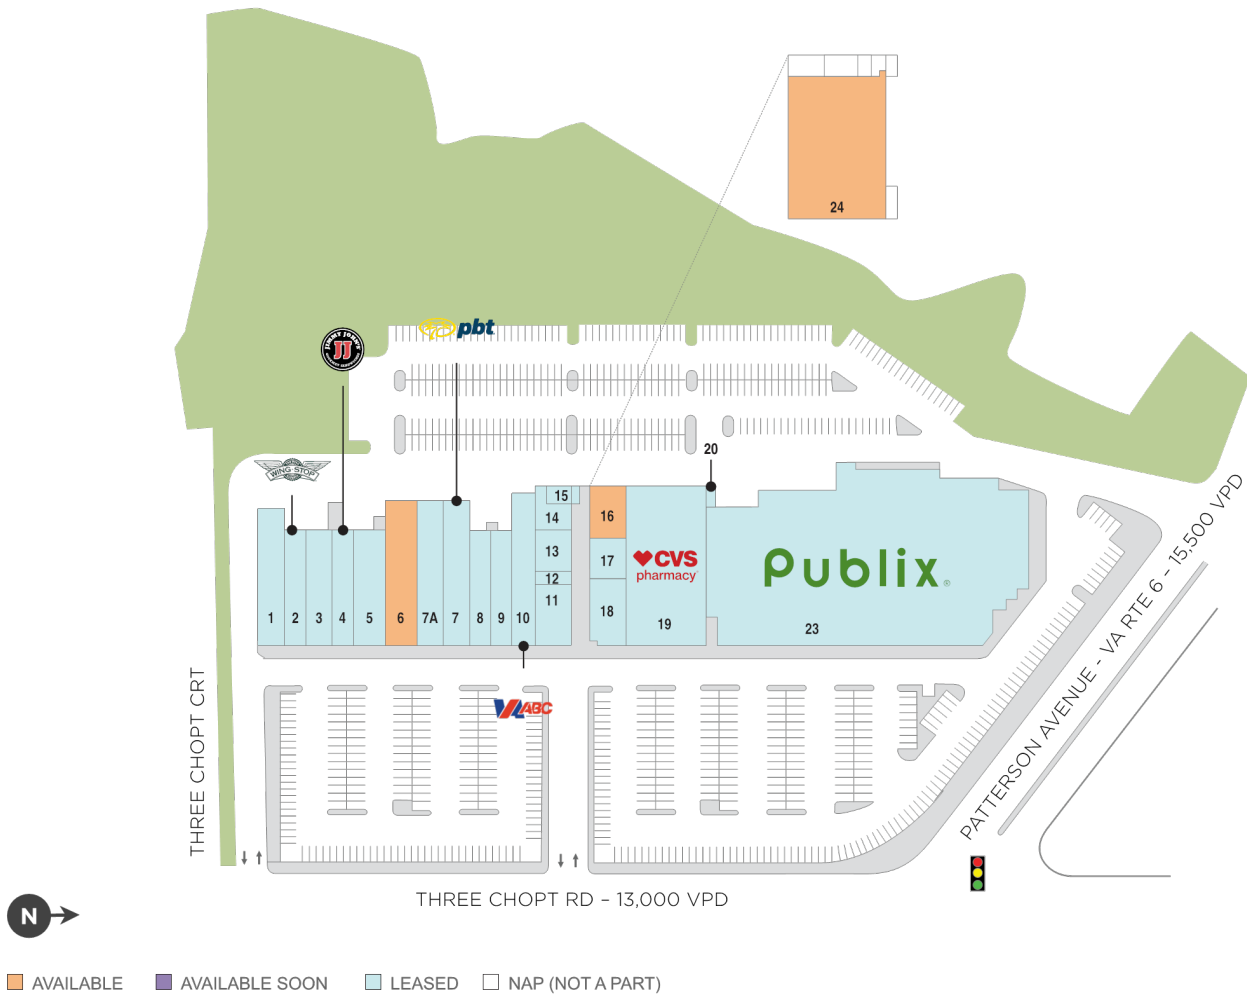 24
JIMMY JOHN'S
JJ
pbt
WING·STOP
20
15
14
16
13
17
CVS
pharmacy
Publix
12
11
18
19
23
1
2
3
4
5
6
7A
7
8
9
10
VA ABC
THREE CHOPT CRT
PATTERSON AVENUE - VA RTE 6 - 15,500 VPD
THREE CHOPT RD – 13,000 VPD
N
AVAILABLE
AVAILABLE SOON
LEASED
NAP (NOT A PART)